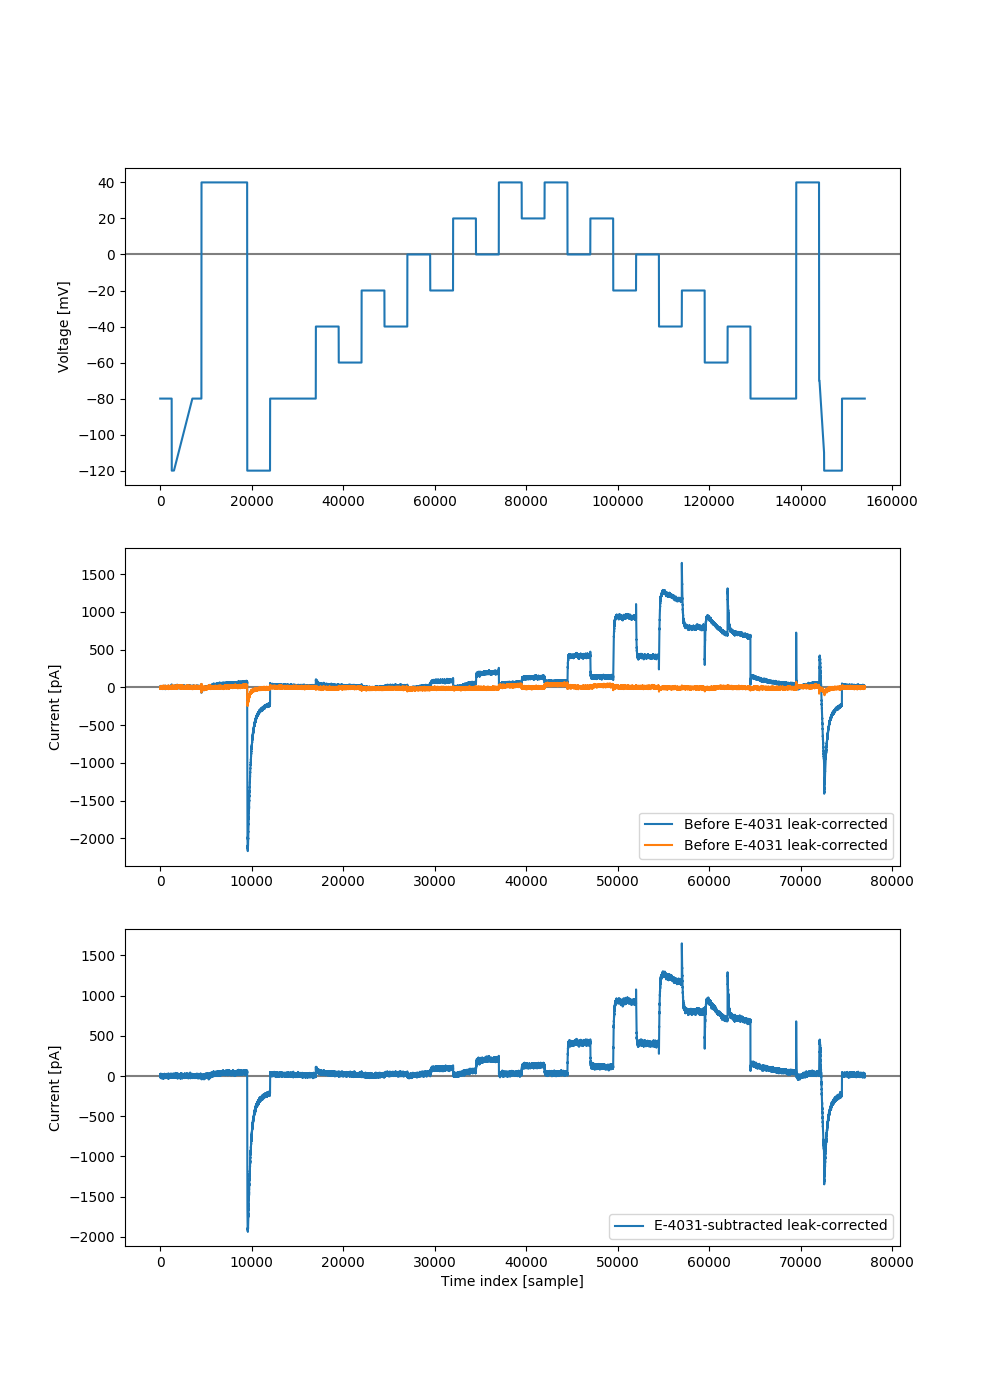 40
20
0
−20
−40
−60
−80
−100
−120
Voltage [mV]
0 20000 40000 60000 80000 100000 120000 140000 160000
1500
1000
500
0
−500
−1000
−1500
−2000
Current [pA]
Before E-4031 leak-corrected
Before E-4031 leak-corrected
0 10000 20000 30000 40000 50000 60000 70000 80000
1500
1000
500
0
−500
−1000
−1500
−2000
Current [pA]
E-4031-subtracted leak-corrected
0 10000 20000 30000 40000 50000 60000 70000 80000
Time index [sample]